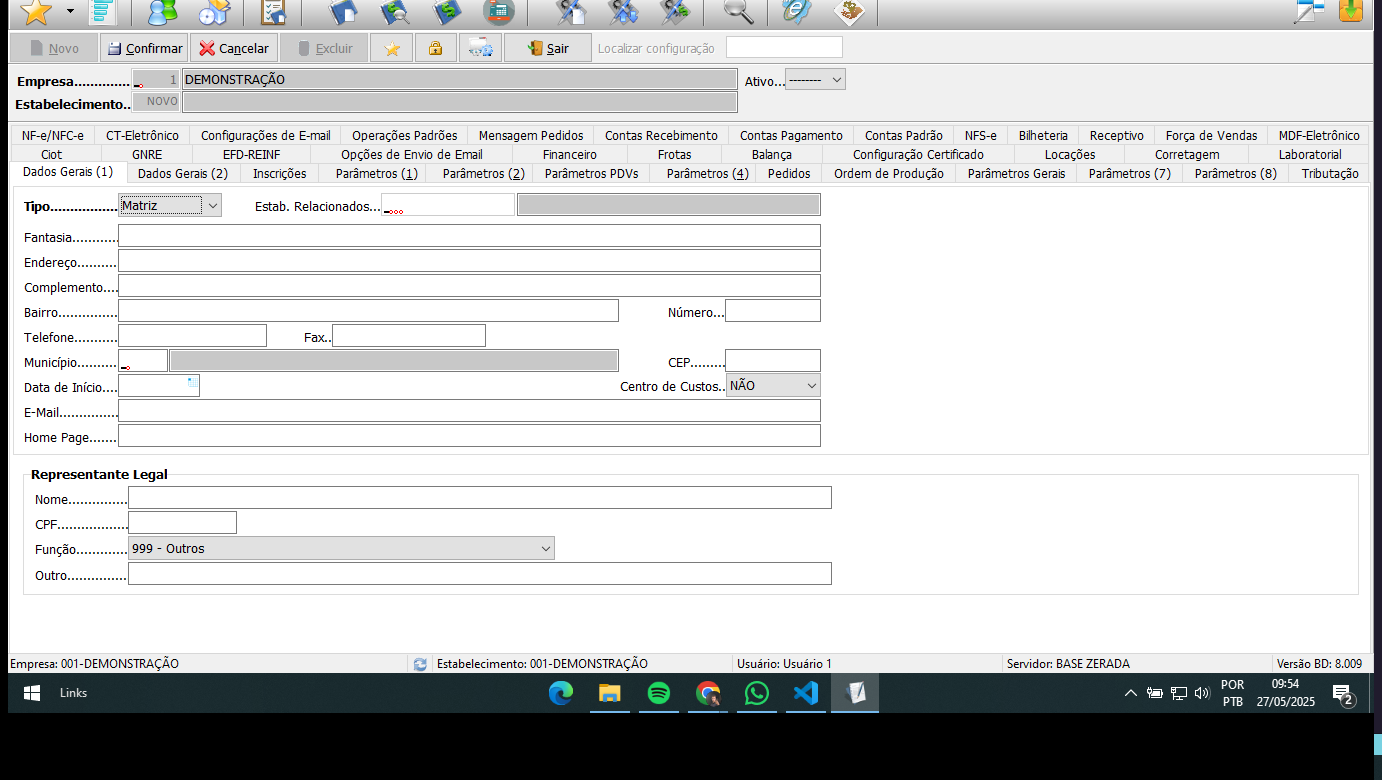 Novo Confirmar Cancelar Excluir Sair Localizar configuração
Empresa.............. 1 DEMONSTRAÇÃO Ativo... --------
Estabelecimento.. NOVO
NF-e/NFC-e CT-Eletrônico Configurações de E-mail Operações Padrões Mensagem Pedidos Contas Recebimento Contas Pagamento Contas Padrão NFS-e Bilheteria Receptivo Força de Vendas MDF-Eletrônico
Ciot GNRE EFD-REINF Opções de Envio de Email Financeiro Frotas Balança Configuração Certificado Locações Corretagem Laboratorial
Dados Gerais (1) Dados Gerais (2) Inscrições Parâmetros (1) Parâmetros (2) Parâmetros PDVs Parâmetros (4) Pedidos Ordem de Produção Parâmetros Gerais Parâmetros (7) Parâmetros (8) Tributação
Tipo................. Matriz Estab. Relacionados...
Fantasia...........
Endereço..........
Complemento....
Bairro.............. Número...
Telefone........... Fax..
Município.......... CEP.........
Data de Início.... Centro de Custos.. NÃO
E-Mail..............
Home Page.......
Representante Legal
Nome..............
CPF.................
Função............ 999 - Outros
Outro..............
Empresa: 001-DEMONSTRAÇÃO Estabelecimento: 001-DEMONSTRAÇÃO Usuário: Usuário 1 Servidor: BASE ZERADA Versão BD: 8.009
Links POR 09:54
PTB 27/05/2025 2